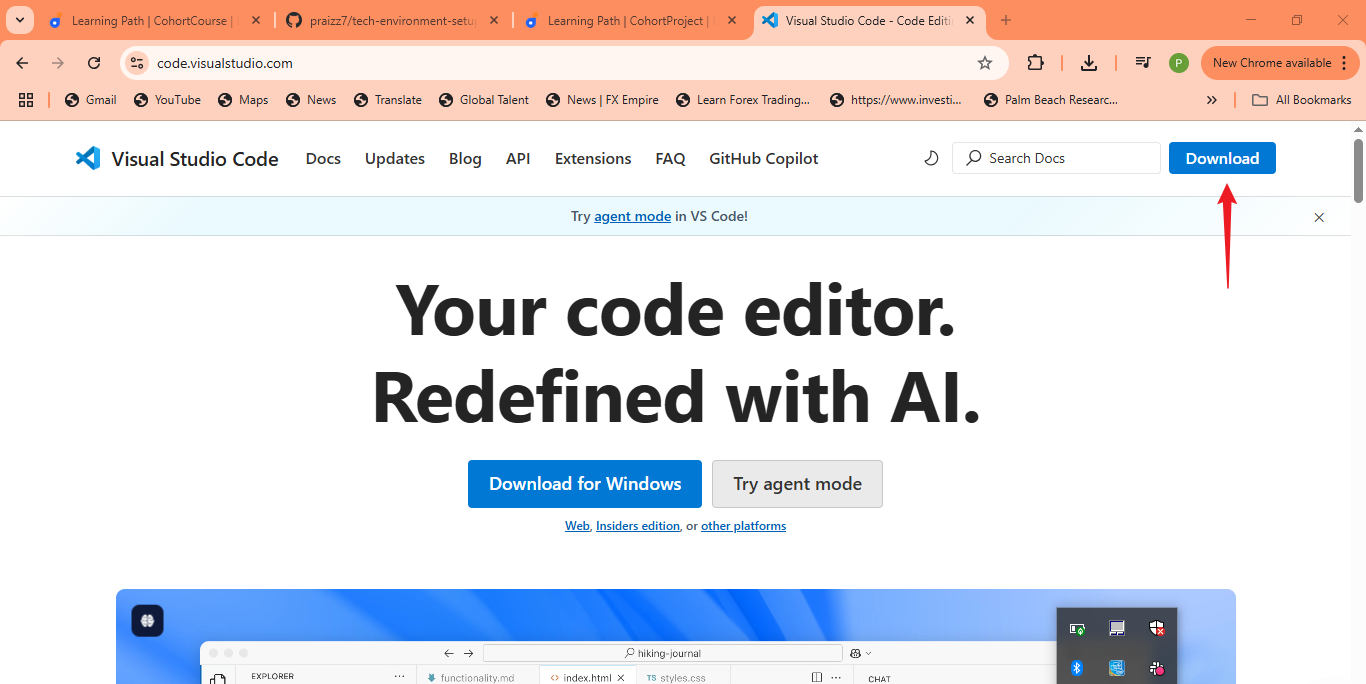 Learning Path | CohortCourse |
praizz7/tech-environment-setu
Learning Path | CohortProject |
Visual Studio Code - Code Editi
code.visualstudio.com
P
New Chrome available
Gmail
YouTube
Maps
News
Translate
Global Talent
News | FX Empire
Learn Forex Trading...
https://www.investi...
Palm Beach Researc...
All Bookmarks
Visual Studio Code
Docs
Updates
Blog
API
Extensions
FAQ
GitHub Copilot
Search Docs
Download
Try agent mode in VS Code!
Your code editor.
Redefined with AI.
Download for Windows
Try agent mode
Web, Insiders edition, or other platforms
hiking-journal
EXPLORER
functionality.md
index.html
TS styles.css
CHAT